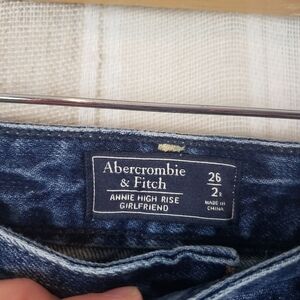 Abercrombie
& Fitch
ANNIE HIGH RISE
GIRLFRIEND
26
2R
MADE IN
CHINA